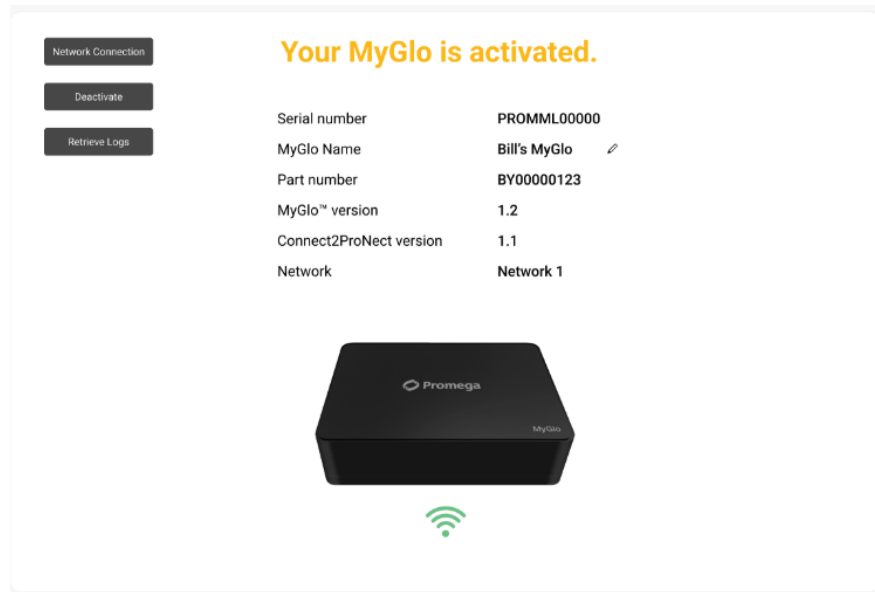 Network Connection
Deactivate
Retrieve Logs
Your MyGlo is activated.
Serial number PROMML00000
MyGlo Name Bill's MyGlo
Part number BY00000123
MyGlo™ version 1.2
Connect2ProNect version 1.1
Network Network 1
Promega
MyGlo